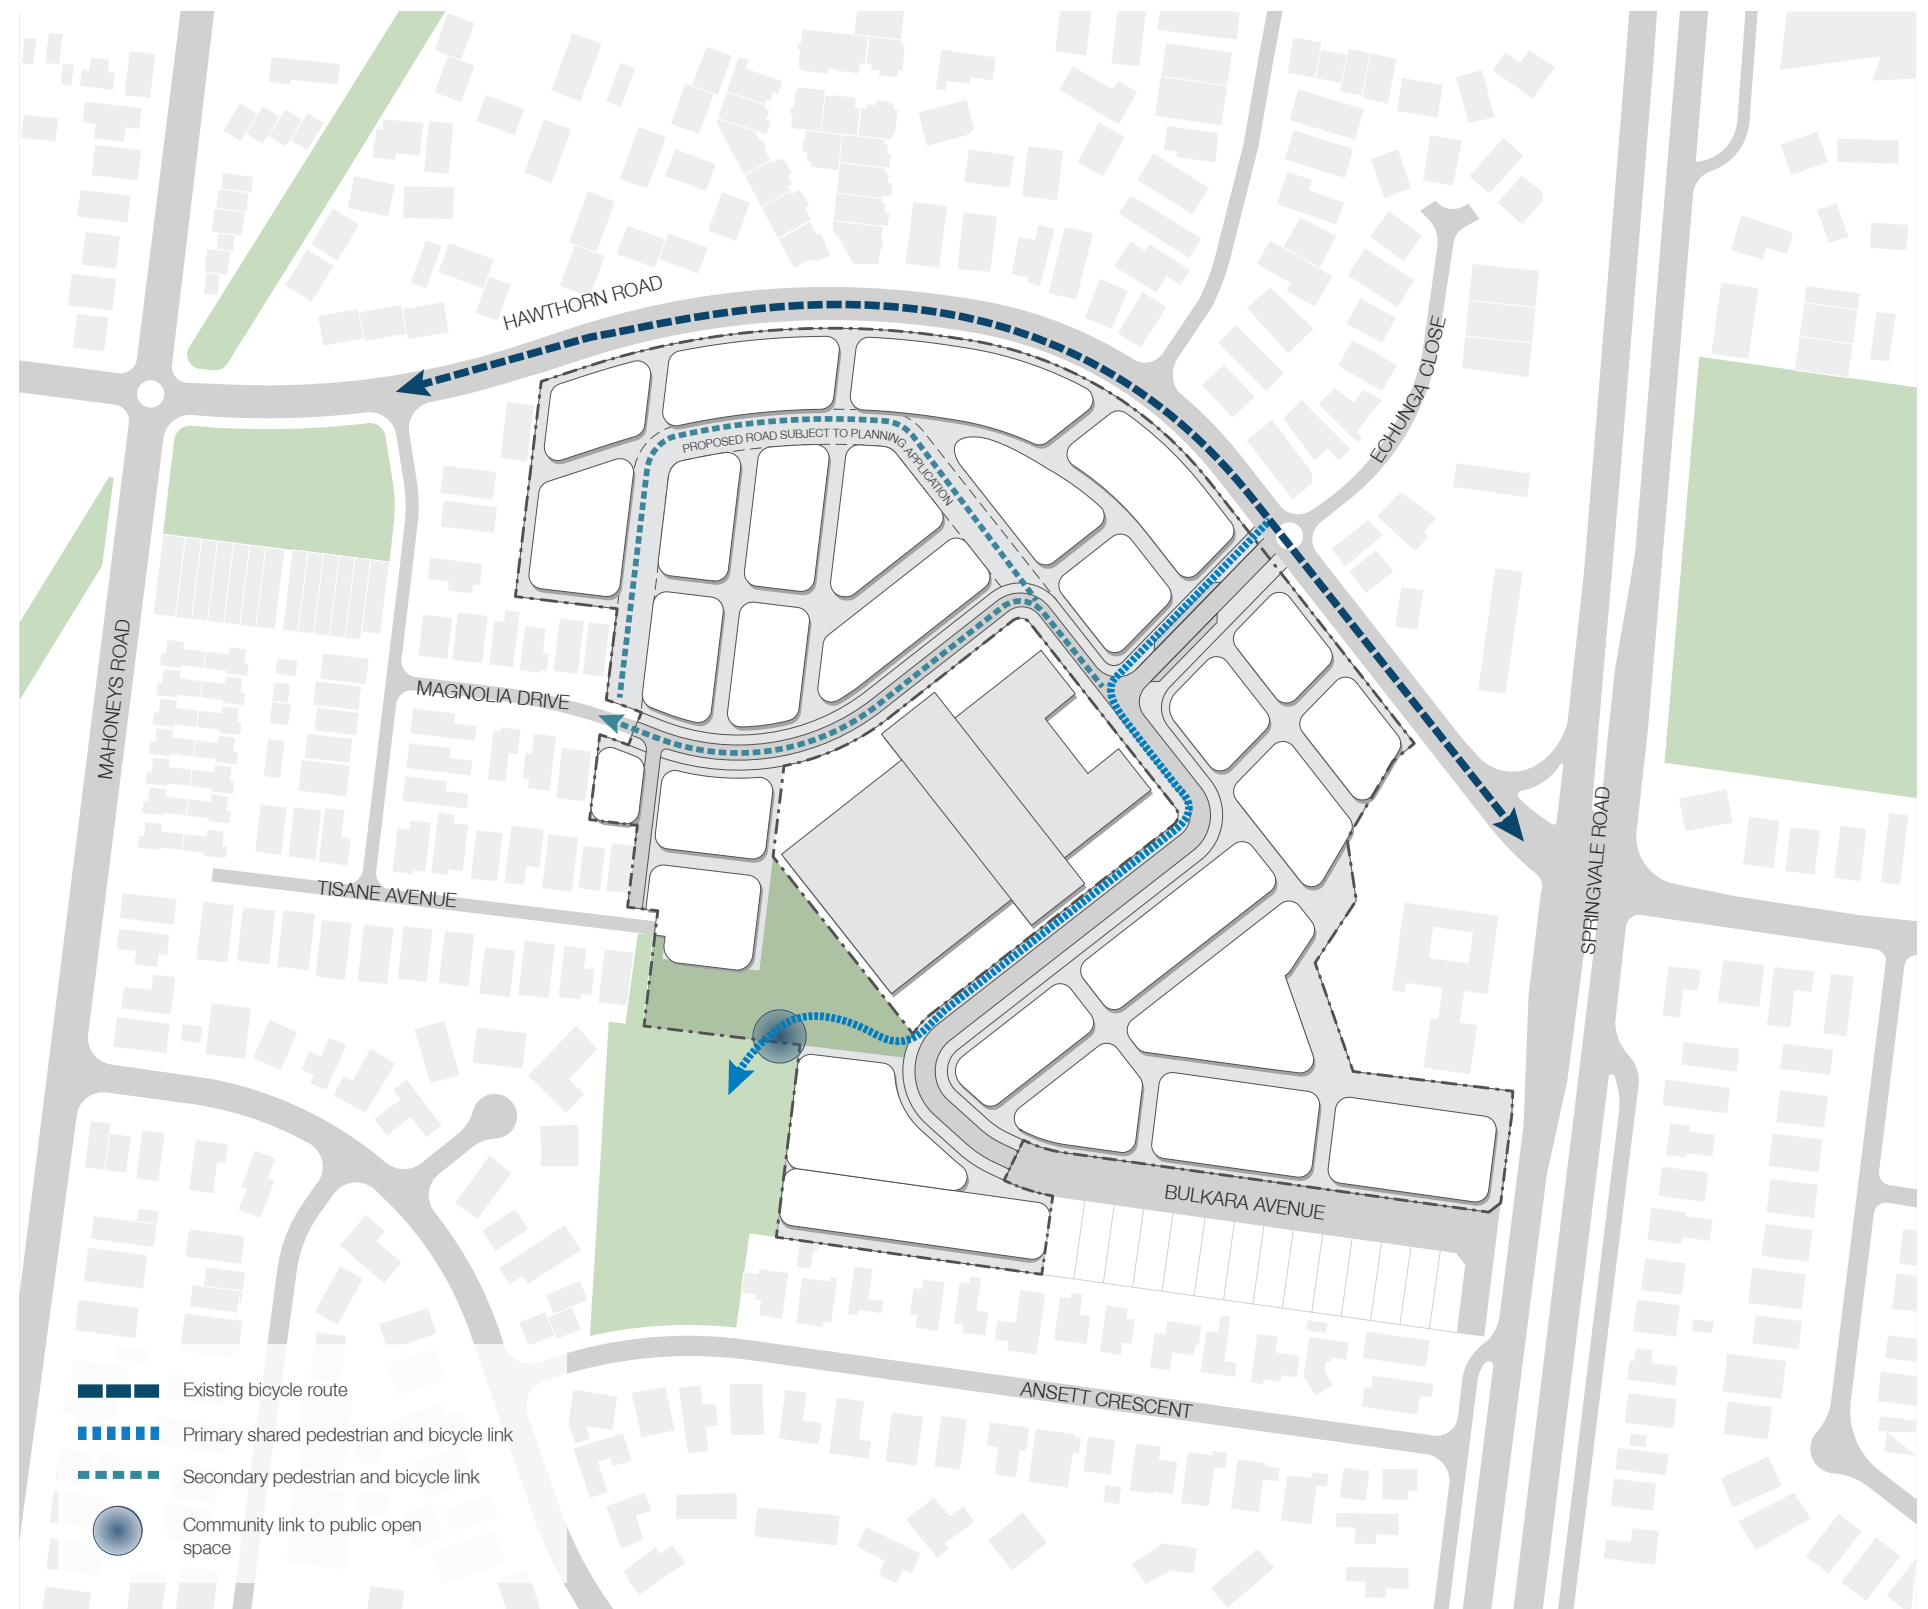 HAWTHORN ROAD
ECHUNGA CLOSE
PROPOSED ROAD SUBJECT TO PLANNING APPLICATION
MAHONEYS ROAD
MAGNOLIA DRIVE
TISANE AVENUE
SPRINGVALE ROAD
BULKARA AVENUE
ANSETT CRESCENT
Existing bicycle route
Primary shared pedestrian and bicycle link
Secondary pedestrian and bicycle link
Community link to public open
space